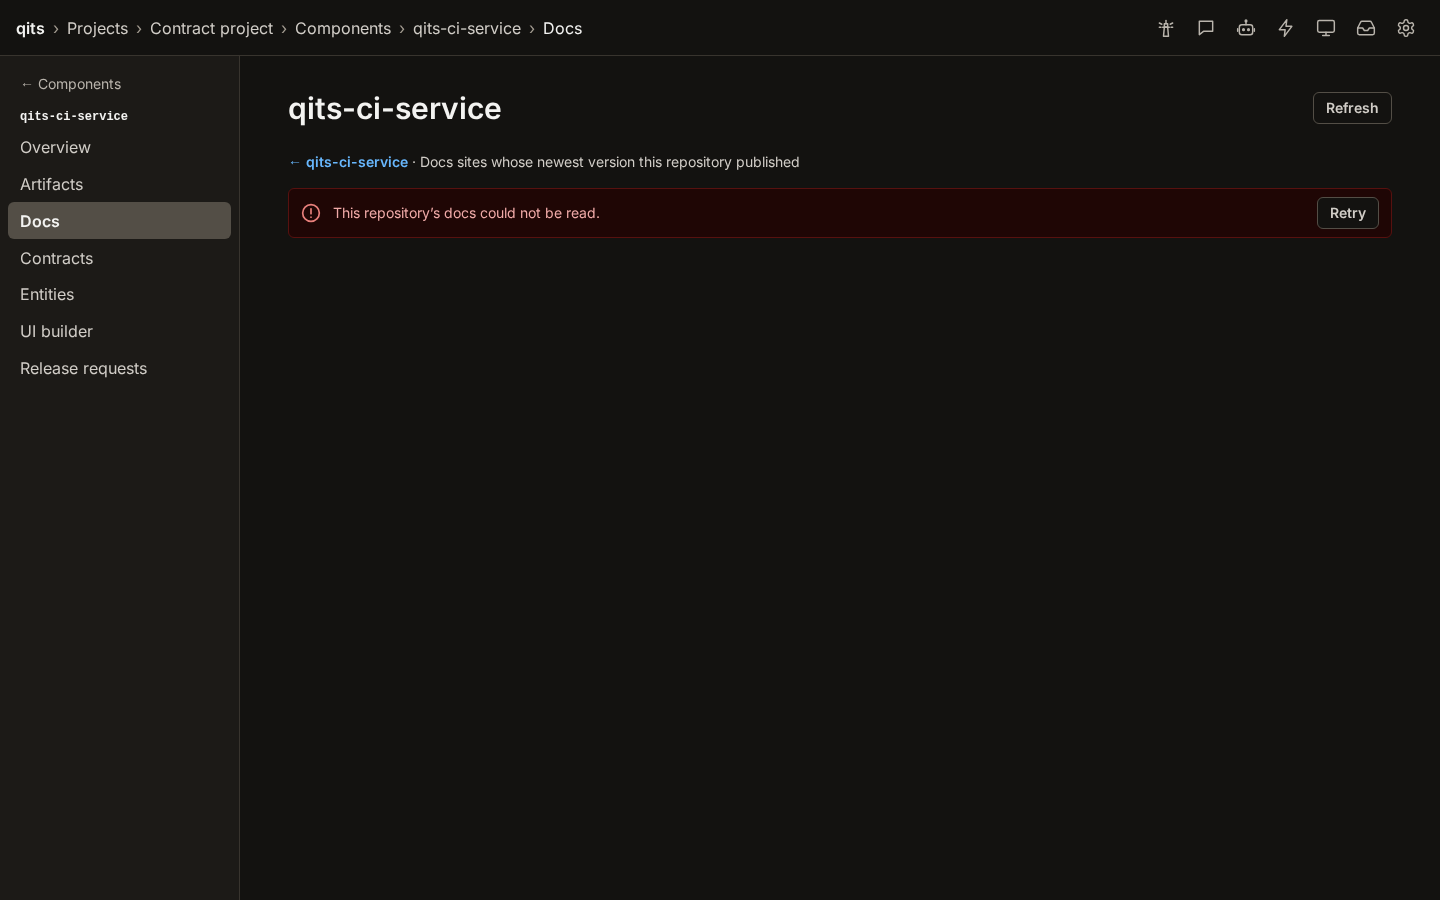 qits › Projects › Contract project › Components › qits-ci-service › Docs
← Components
qits-ci-service
Overview
Artifacts
Docs
Contracts
Entities
UI builder
Release requests
qits-ci-service
Refresh
← qits-ci-service · Docs sites whose newest version this repository published
This repository’s docs could not be read.
Retry